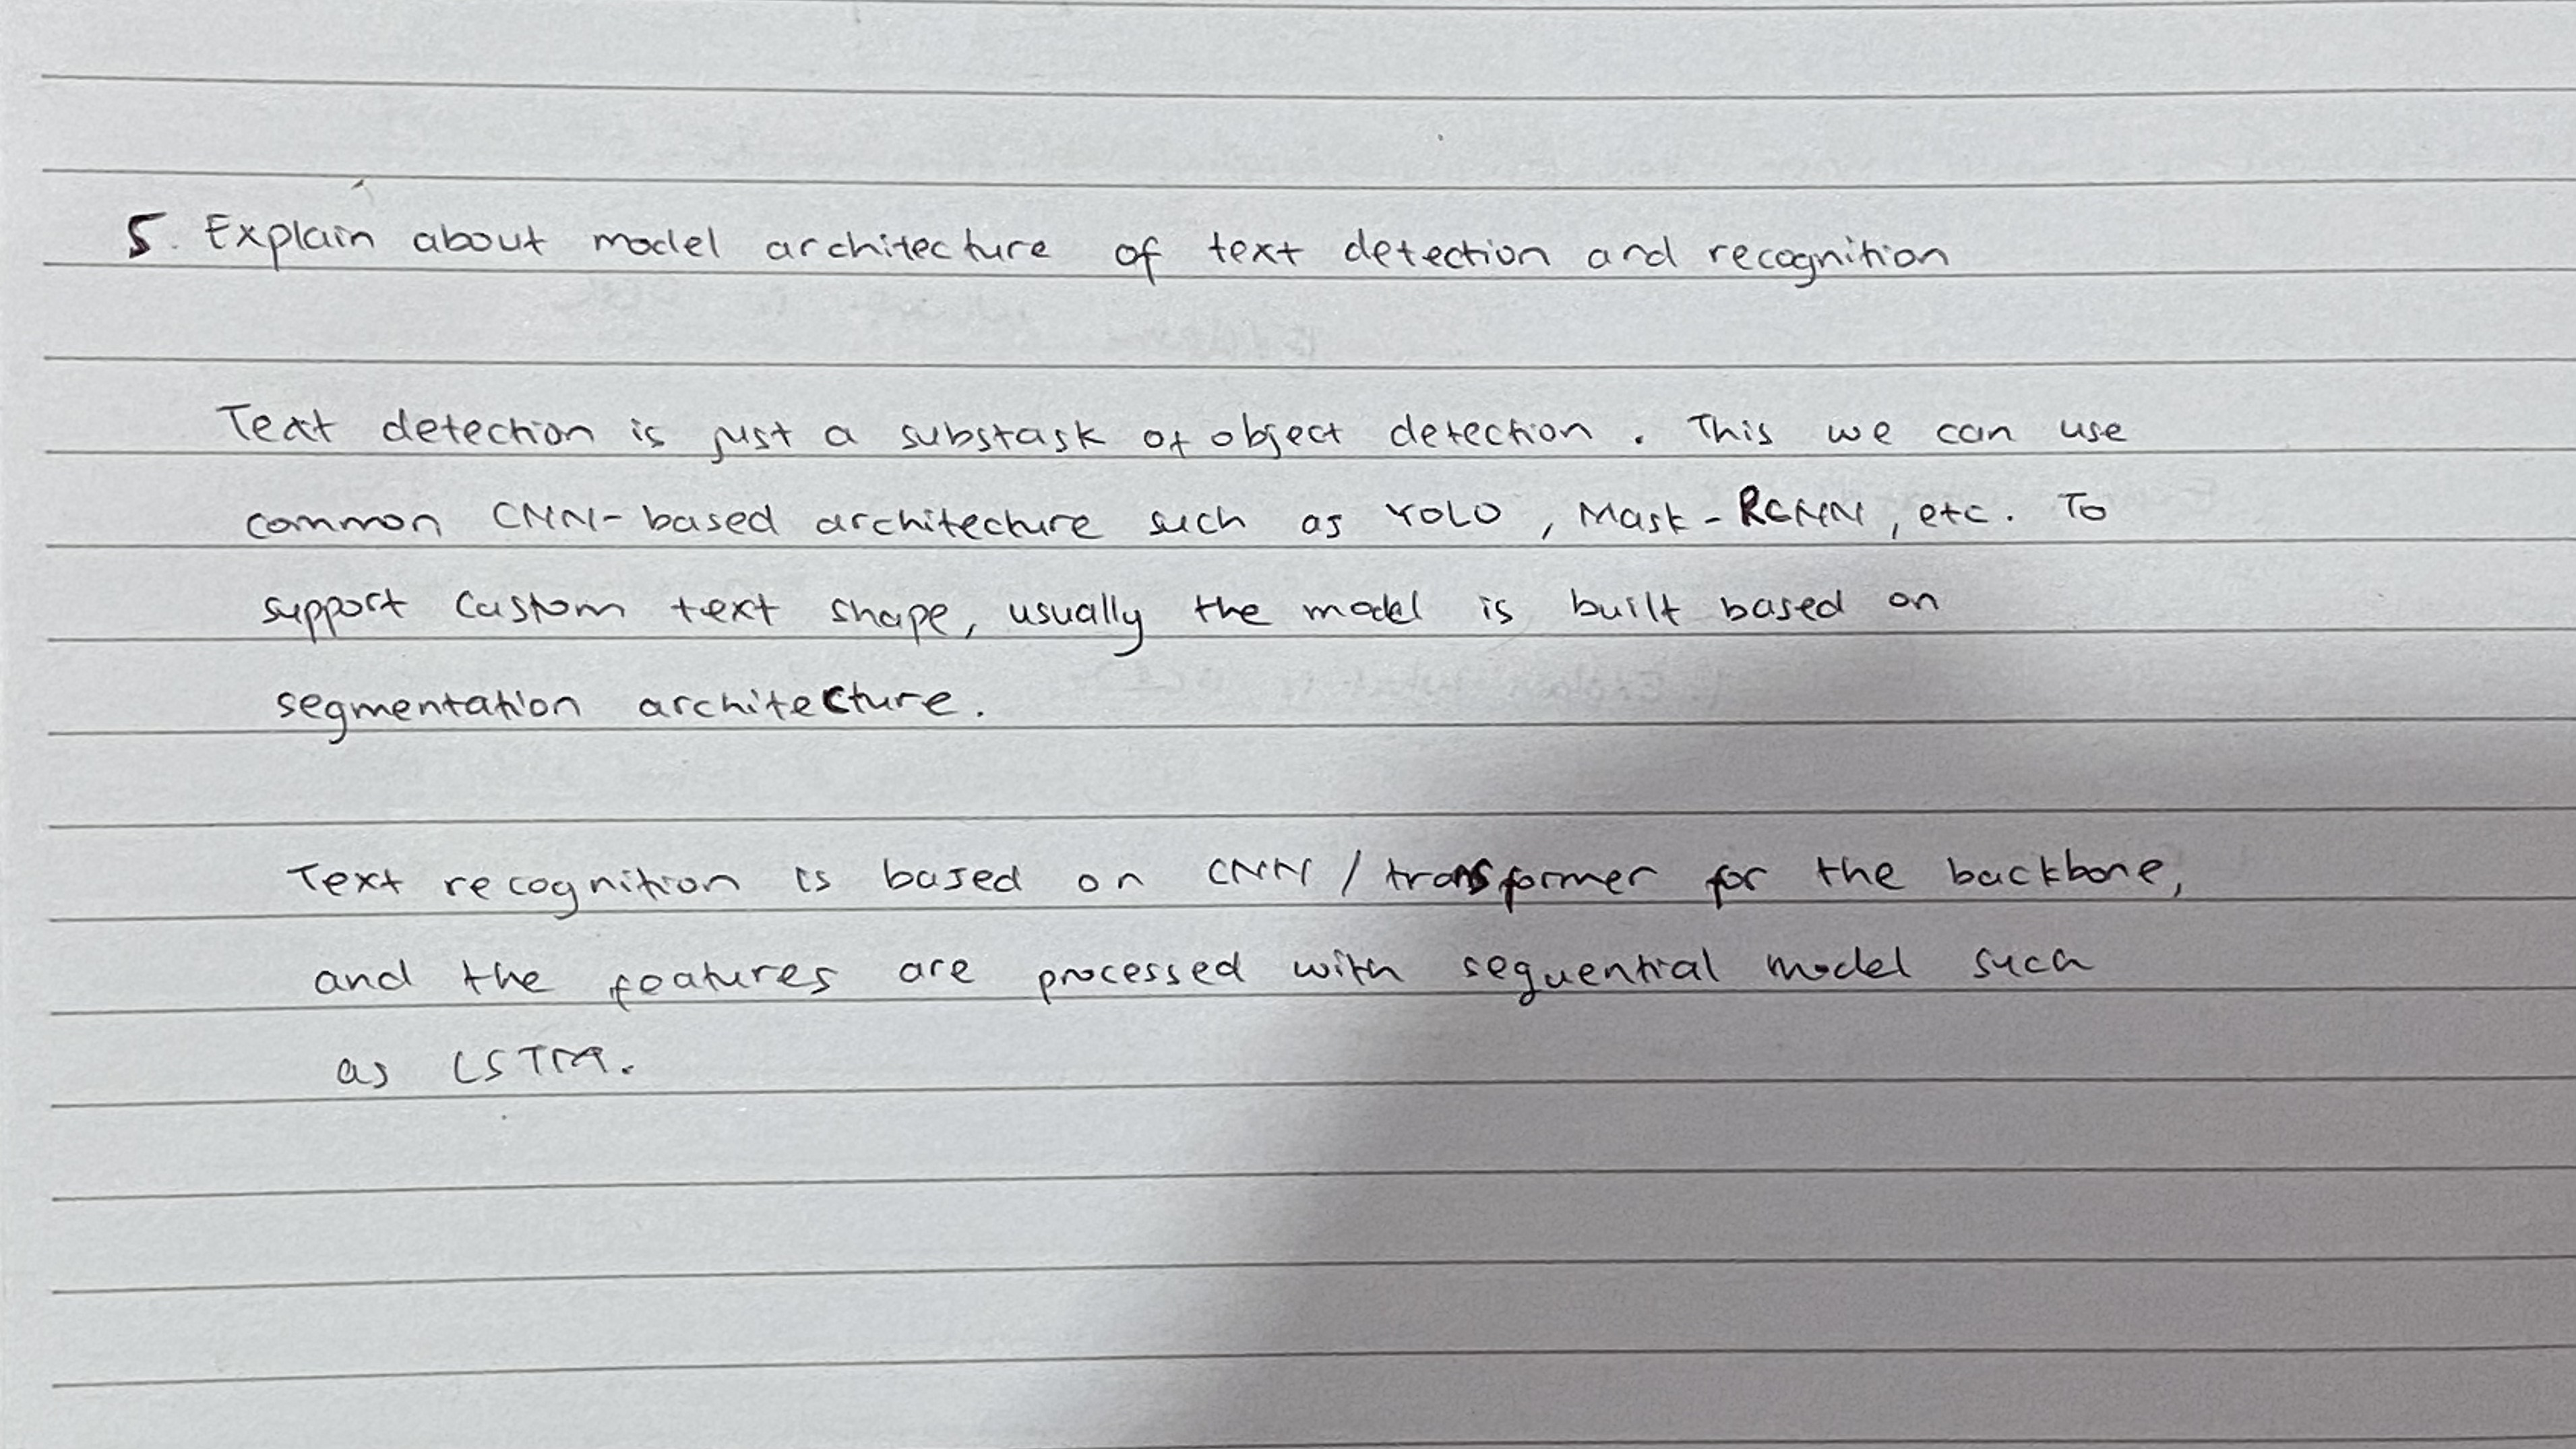 5. Explain about model architecture of text detection and recognition
Text detection is just a substask of object detection. This we can use
common CNN-based architecture such as YOLO, Mask-RCNN, etc. To
support custom text shape, usually the model is built based on
segmentation architecture.
Text recognition is based on CNN / transformer for the backbone,
and the features are processed with sequential model such
as LSTM.